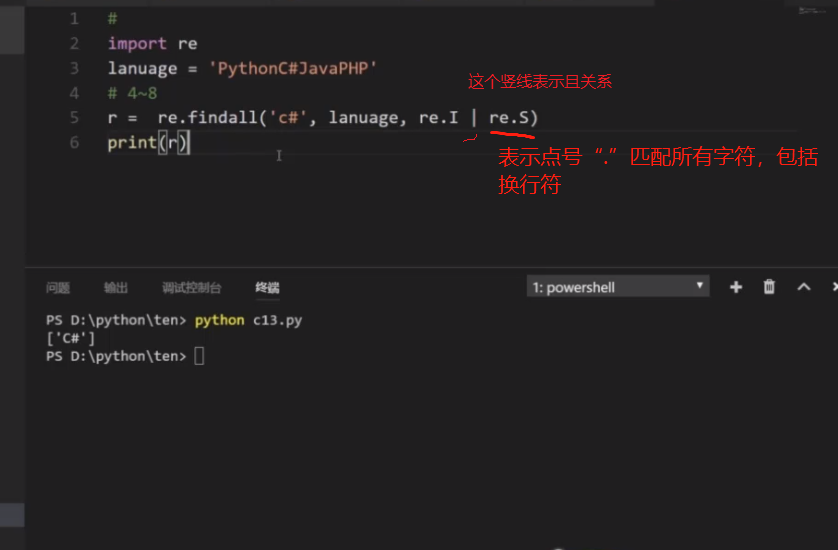 1 #
2 import re
3 lanuage = 'PythonC#JavaPHP'
这个竖线表示且关系
4 # 4~8
5 r =  re.findall('c#', lanuage, re.I | re.S)
6 print(r)
表示点号“.”匹配所有字符，包括
换行符
问题 输出 调试控制台 终端 1: powershell
PS D:\python\ten> python c13.py
['C#']
PS D:\python\ten>